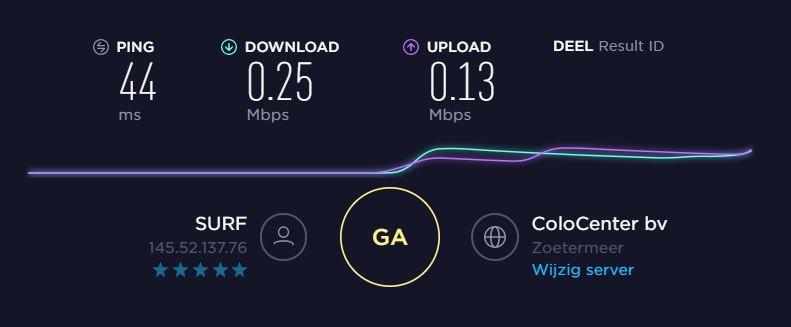 PING
44
ms
DOWNLOAD
0.25
Mbps
UPLOAD
0.13
Mbps
DEEL Result ID
SURF
145.52.137.76
GA
ColoCenter bv
Zoetermeer
Wijzig server